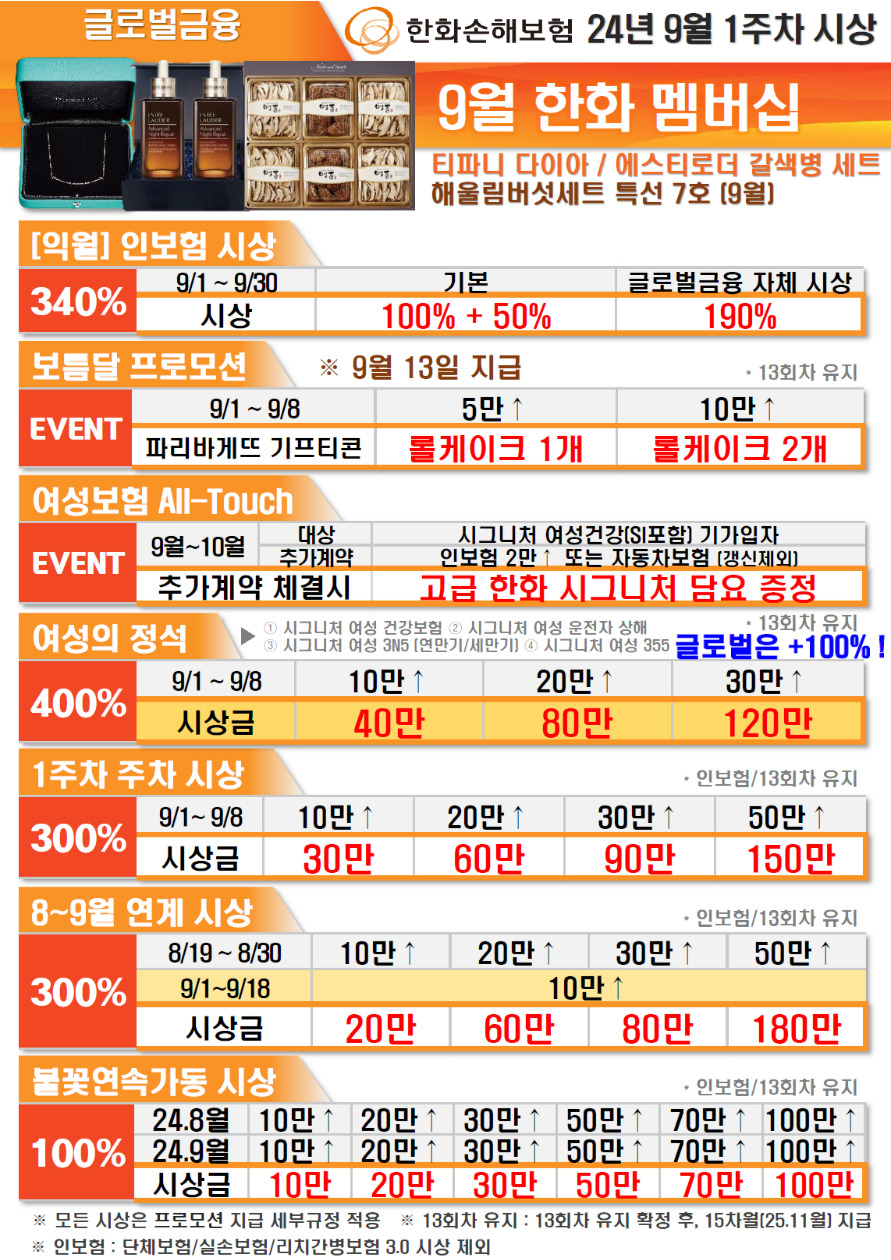 글로벌금융
한화손해보험 24년 9월 1주차 시상
9월 한화 멤버십
티파니 다이아 / 에스티로더 갈색병 세트
해울림버섯세트 특선 7호 (9월)
[익월] 인보험 시상
340%
9/1 ~ 9/30 기본 글로벌금융 자체 시상
시상 100% + 50% 190%
보름달 프로모션 ※ 9월 13일 지급 * 13회차 유지
EVENT
9/1 ~ 9/8 5만↑ 10만↑
파리바게뜨 기프티콘 롤케이크 1개 롤케이크 2개
여성보험 All-Touch
EVENT
9월~10월 대상 시그니처 여성건강(SI포함) 기가입자
추가계약 인보험 2만↑ 또는 자동차보험 (갱신제외)
추가계약 체결시 고급 한화 시그니처 담요 증정
* 13회차 유지
여성의 정석 ▶ ① 시그니처 여성 건강보험 ② 시그니처 여성 운전자 상해
③ 시그니처 여성 3N5 (연만기/세만기) ④ 시그니처 여성 355 글로벌은 +100% !
400%
9/1 ~ 9/8 10만↑ 20만↑ 30만↑
시상금 40만 80만 120만
1주차 주차 시상 * 인보험/13회차 유지
300%
9/1~ 9/8 10만↑ 20만↑ 30만↑ 50만↑
시상금 30만 60만 90만 150만
8~9월 연계 시상 * 인보험/13회차 유지
300%
8/19 ~ 8/30 10만↑ 20만↑ 30만↑ 50만↑
9/1~9/18 10만↑
시상금 20만 60만 80만 180만
불꽃연속가동 시상 * 인보험/13회차 유지
100%
24.8월 10만↑ 20만↑ 30만↑ 50만↑ 70만↑ 100만↑
24.9월 10만↑ 20만↑ 30만↑ 50만↑ 70만↑ 100만↑
시상금 10만 20만 30만 50만 70만 100만
※ 모든 시상은 프로모션 지급 세부규정 적용 ※ 13회차 유지 : 13회차 유지 확정 후, 15차월(25.11월) 지급
※ 인보험 : 단체보험/실손보험/리치간병보험 3.0 시상 제외